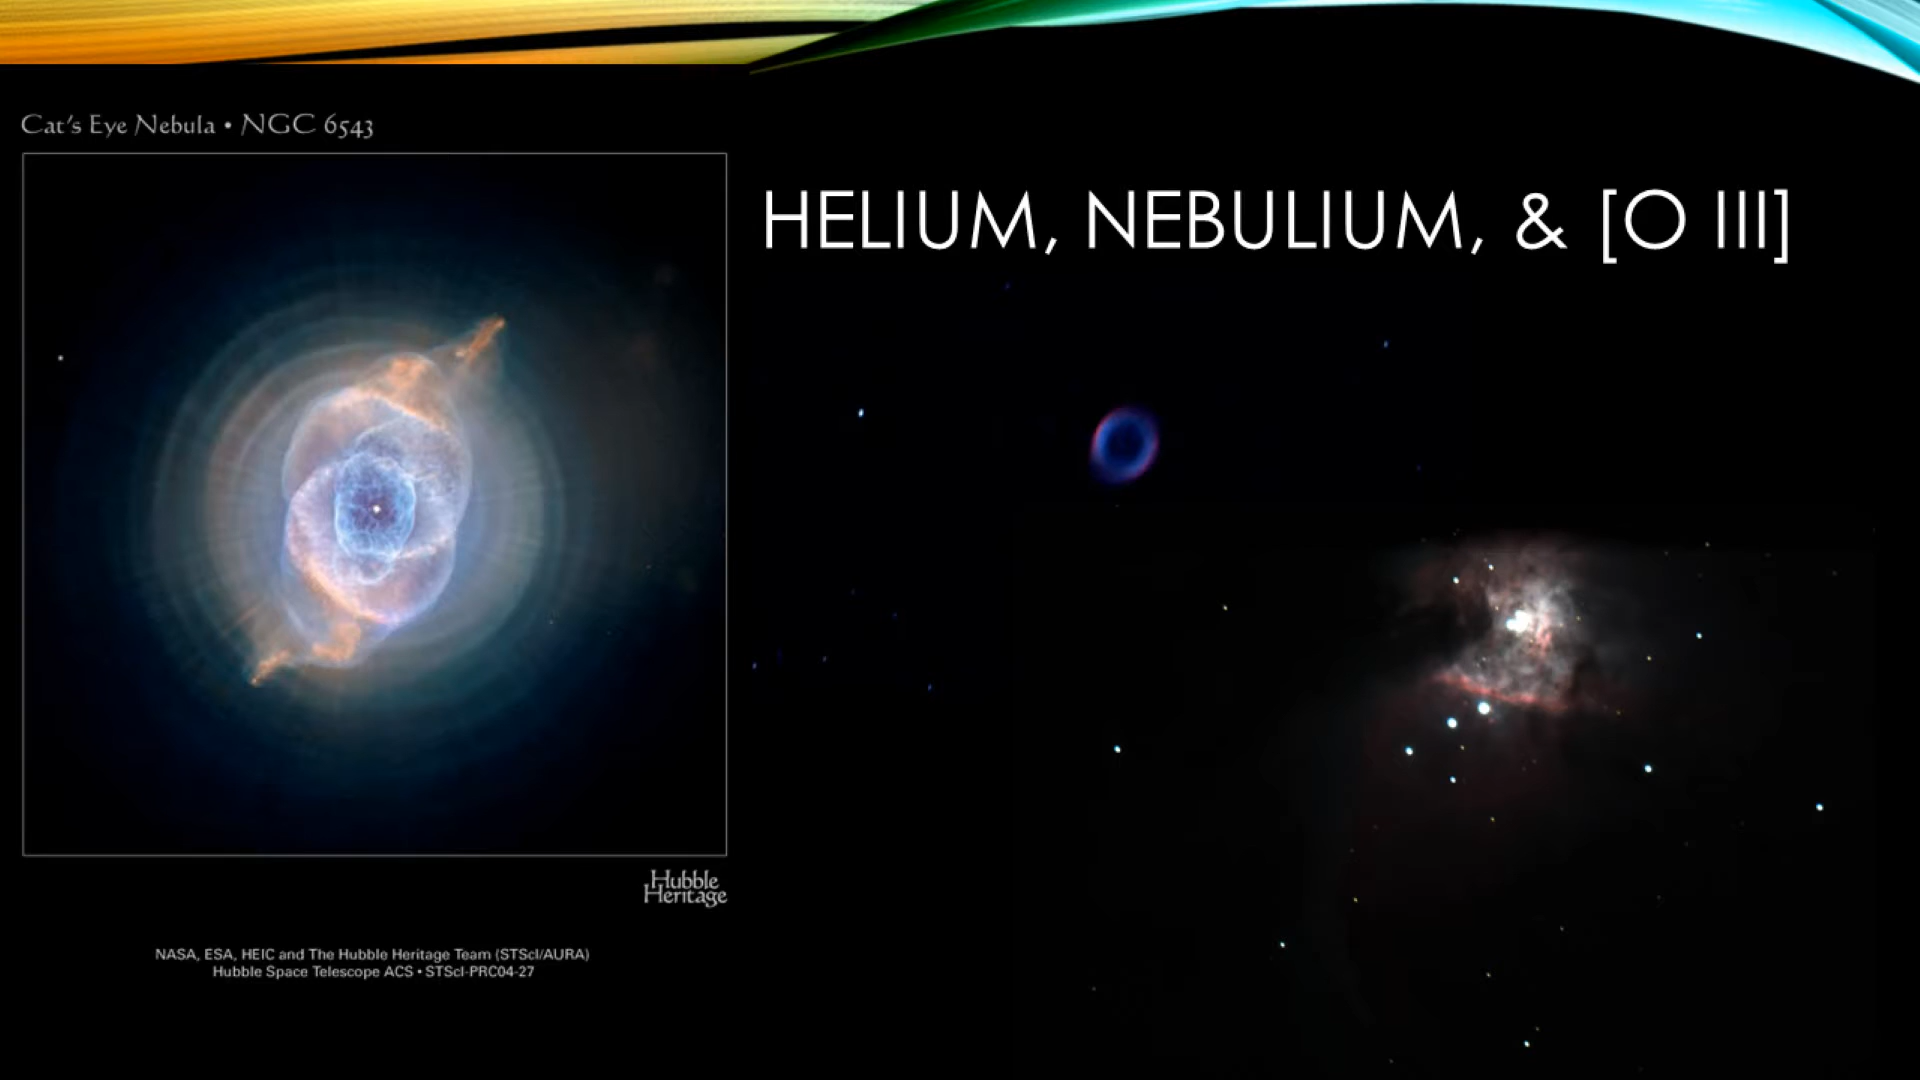 Cat's Eye Nebula • NGC 6543
HELIUM, NEBULIUM, & [O III]
Hubble
Heritage
NASA, ESA, HEIC and The Hubble Heritage Team (STScI/AURA)
Hubble Space Telescope ACS • STScI-PRC04-27